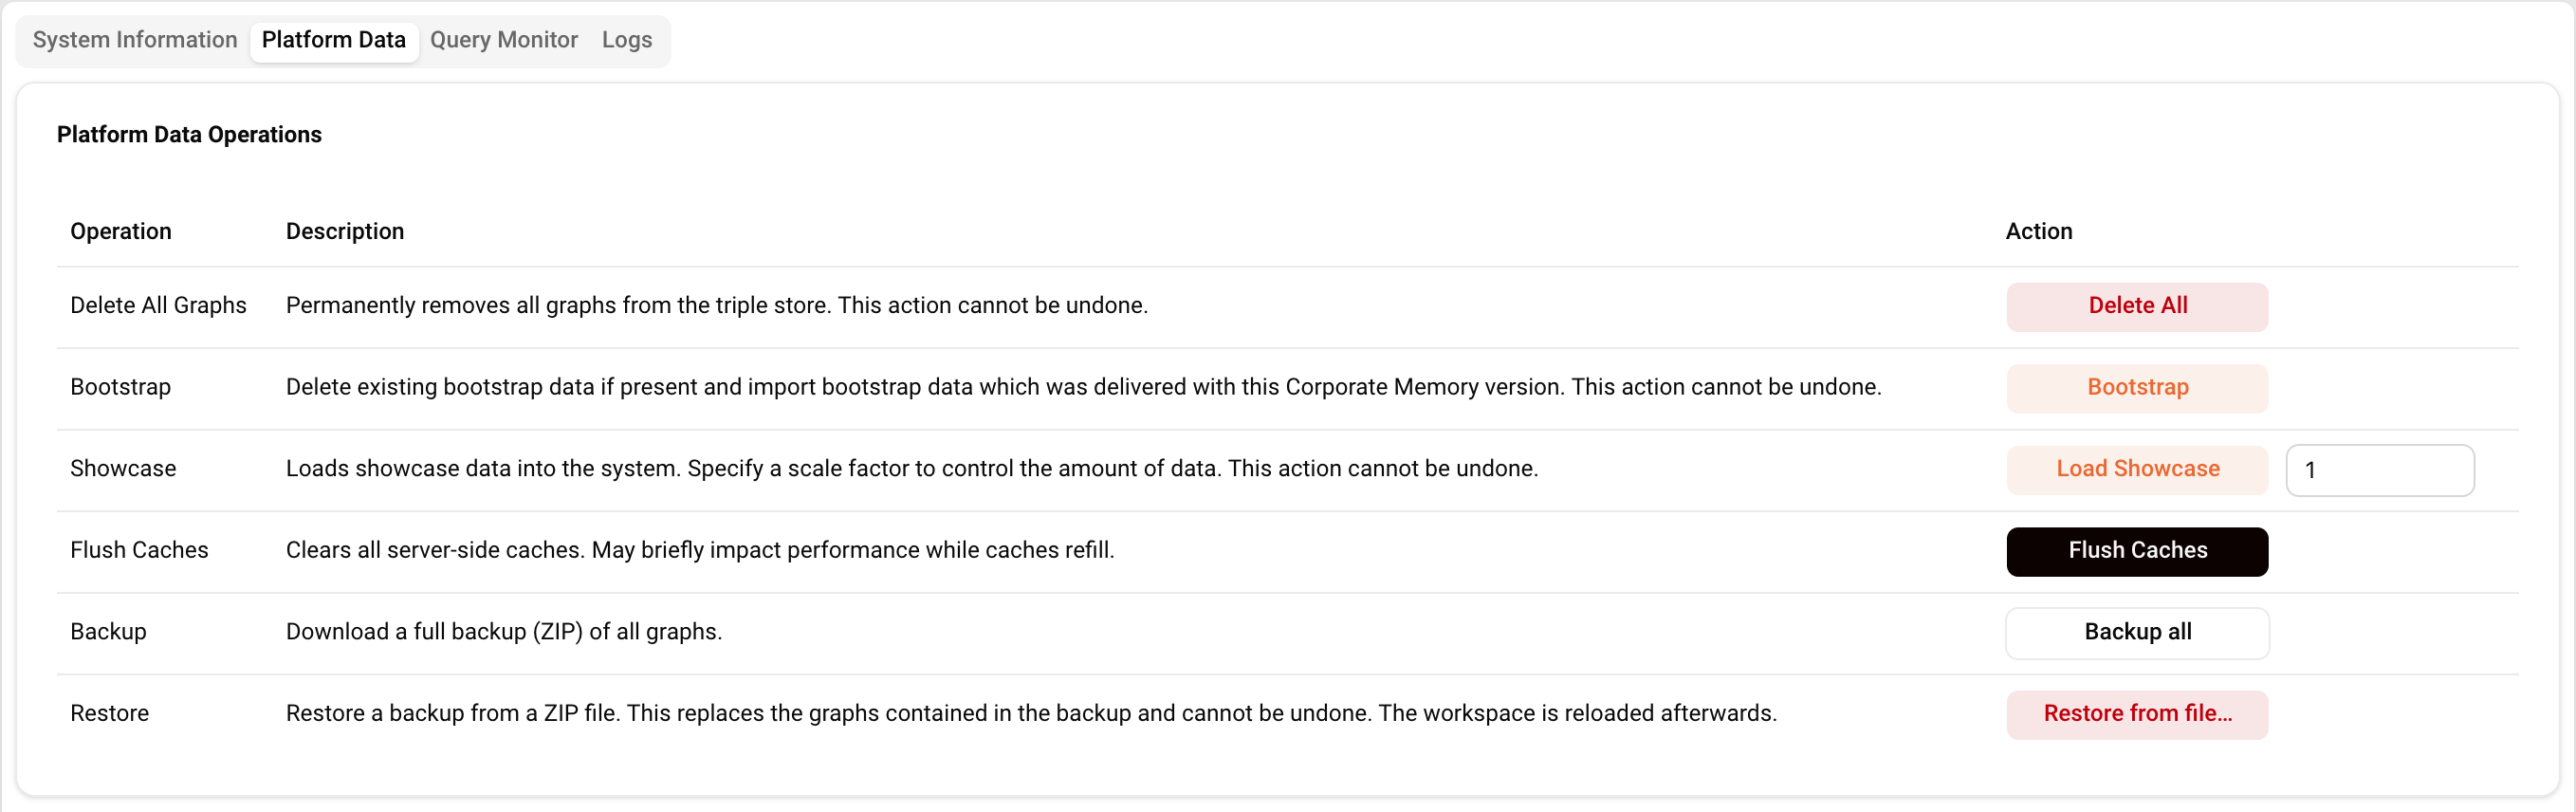 System Information Platform Data Query Monitor Logs
Platform Data Operations
Operation Description Action
Delete All Graphs Permanently removes all graphs from the triple store. This action cannot be undone. Delete All
Bootstrap Delete existing bootstrap data if present and import bootstrap data which was delivered with this Corporate Memory version. This action cannot be undone. Bootstrap
Showcase Loads showcase data into the system. Specify a scale factor to control the amount of data. This action cannot be undone. Load Showcase 1
Flush Caches Clears all server-side caches. May briefly impact performance while caches refill. Flush Caches
Backup Download a full backup (ZIP) of all graphs. Backup all
Restore Restore a backup from a ZIP file. This replaces the graphs contained in the backup and cannot be undone. The workspace is reloaded afterwards. Restore from file...